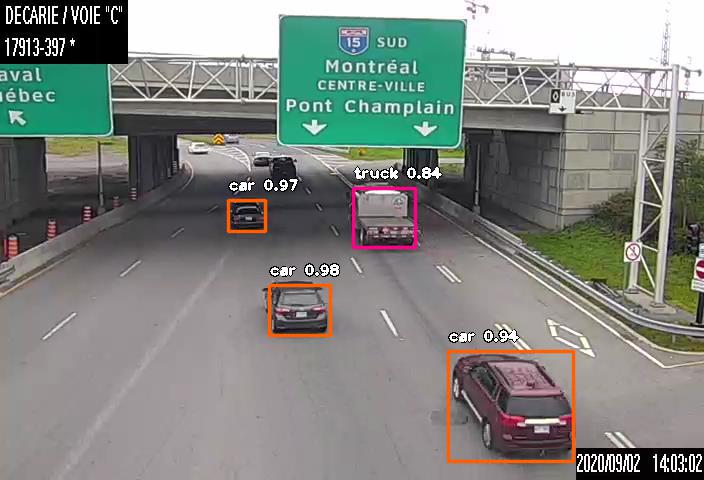 DECARIE / VOIE "C"
17913-397 *
aval
ébec
15 SUD
Montréal
CENTRE-VILLE
Pont Champlain
BUS
car 0.97
truck 0.84
car 0.98
car 0.94
2020/09/02 14:03:02